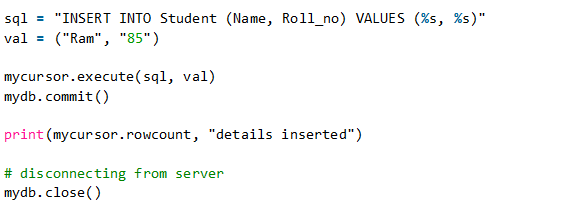 sql = "INSERT INTO Student (Name, Roll_no) VALUES (%s, %s)"
val = ("Ram", "85")
mycursor.execute(sql, val)
mydb.commit()
print(mycursor.rowcount, "details inserted")
# disconnecting from server
mydb.close()